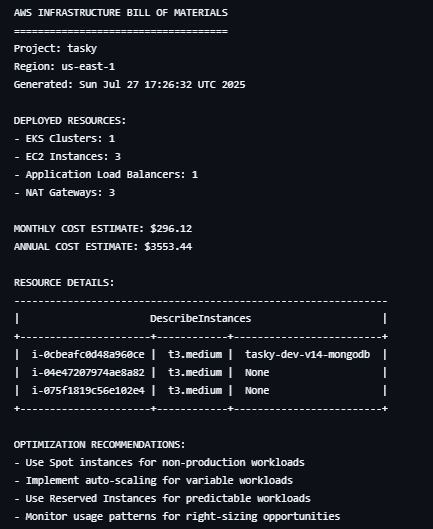 AWS INFRASTRUCTURE BILL OF MATERIALS
====================================
Project: tasky
Region: us-east-1
Generated: Sun Jul 27 17:26:32 UTC 2025

DEPLOYED RESOURCES:
- EKS Clusters: 1
- EC2 Instances: 3
- Application Load Balancers: 1
- NAT Gateways: 3

MONTHLY COST ESTIMATE: $296.12
ANNUAL COST ESTIMATE: $3553.44

RESOURCE DETAILS:
---------------------------------------------------------------
|                      DescribeInstances                      |
+----------------------+------------+-------------------------+
|  i-0cbeafc0d48a960ce |  t3.medium |  tasky-dev-v14-mongodb  |
|  i-04e47207974ae8a82 |  t3.medium |  None                   |
|  i-075f1819c56e102e4 |  t3.medium |  None                   |
+----------------------+------------+-------------------------+

OPTIMIZATION RECOMMENDATIONS:
- Use Spot instances for non-production workloads
- Implement auto-scaling for variable workloads
- Use Reserved Instances for predictable workloads
- Monitor usage patterns for right-sizing opportunities